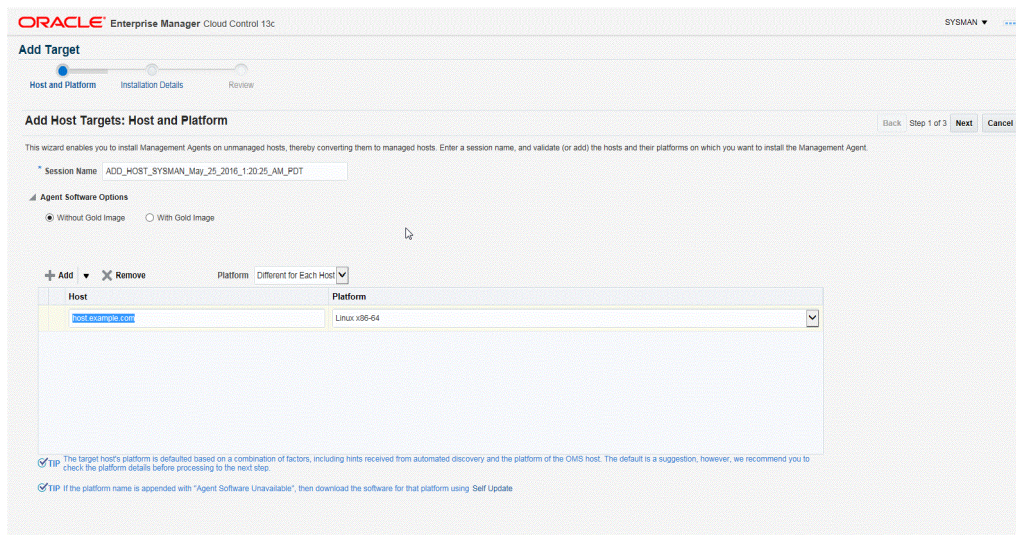 ORACLE Enterprise Manager Cloud Control 13c
SYSMAN
Add Target
Host and Platform Installation Details Review
Add Host Targets: Host and Platform
Back Step 1 of 3 Next Cancel
This wizard enables you to install Management Agents on unmanaged hosts, thereby converting them to managed hosts. Enter a session name, and validate (or add) the hosts and their platforms on which you want to install the Management Agent.
* Session Name ADD_HOST_SYSMAN_May_25_2016_1:20:25_AM_PDT
Agent Software Options
Without Gold Image With Gold Image
Add Remove Platform Different for Each Host
Host Platform
host.example.com Linux x86-64
TIP The target host's platform is defaulted based on a combination of factors, including hints received from automated discovery and the platform of the OMS host. The default is a suggestion, however, we recommend you to
check the platform details before processing to the next step.
TIP If the platform name is appended with "Agent Software Unavailable", then download the software for that platform using Self Update